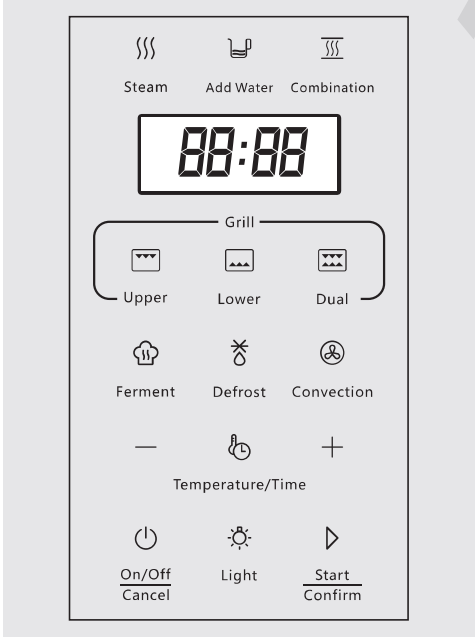 Steam Add Water Combination
88:88
Grill
Upper Lower Dual
Ferment Defrost Convection
Temperature/Time
On/Off Light Start
Cancel Confirm